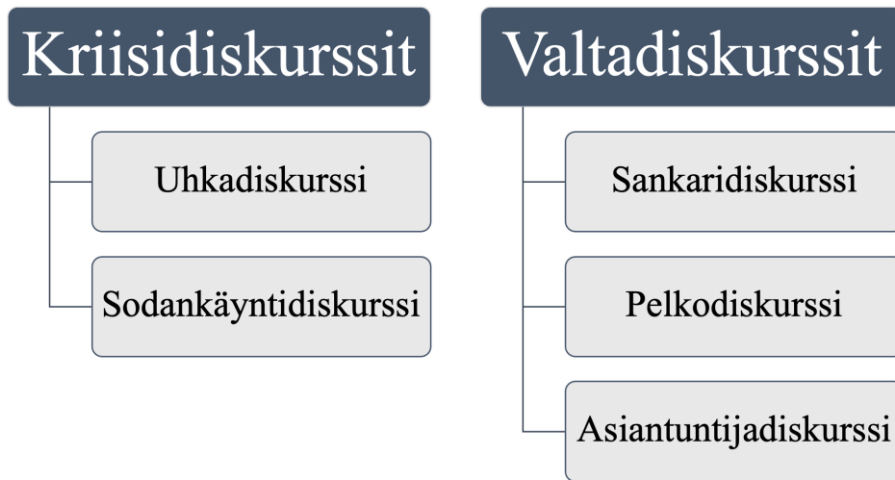 Kriisidiskurssit
Uhkadiskurssi
Sodankäyntidiskurssi
Valtadiskurssit
Sankaridiskurssi
Pelkodiskurssi
Asiantuntijadiskurssi